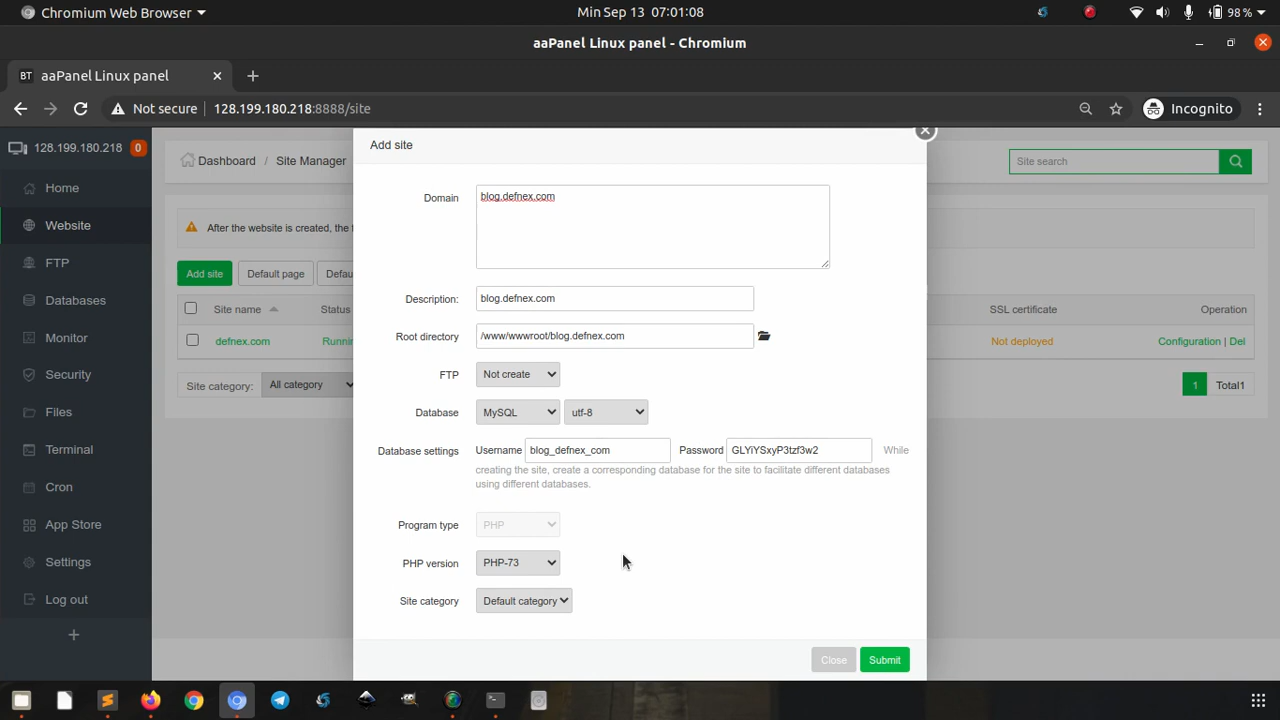 Chromium Web Browser
Min Sep 13 07:01:08
98 %
aaPanel Linux panel - Chromium
BT aaPanel Linux panel
Not secure 128.199.180.218:8888/site
Incognito
128.199.180.218 0
Home
Website
FTP
Databases
Monitor
Security
Files
Terminal
Cron
App Store
Settings
Log out
Dashboard / Site Manager
Site search
After the website is created, the
Add site
Default page
Defau
Site name
Status
SSL certificate
Operation
defnex.com
Runnin
Not deployed
Configuration | Del
Site category:
All category
1
Total1
Add site
Domain
blog.defnex.com
Description:
blog.defnex.com
Root directory
/www/wwwroot/blog.defnex.com
FTP
Not create
Database
MySQL
utf-8
Database settings
Username blog_defnex_com
Password GLYiYSxyP3tzf3w2
While
creating the site, create a corresponding database for the site to facilitate different databases
using different databases.
Program type
PHP
PHP version
PHP-73
Site category
Default category
Close
Submit